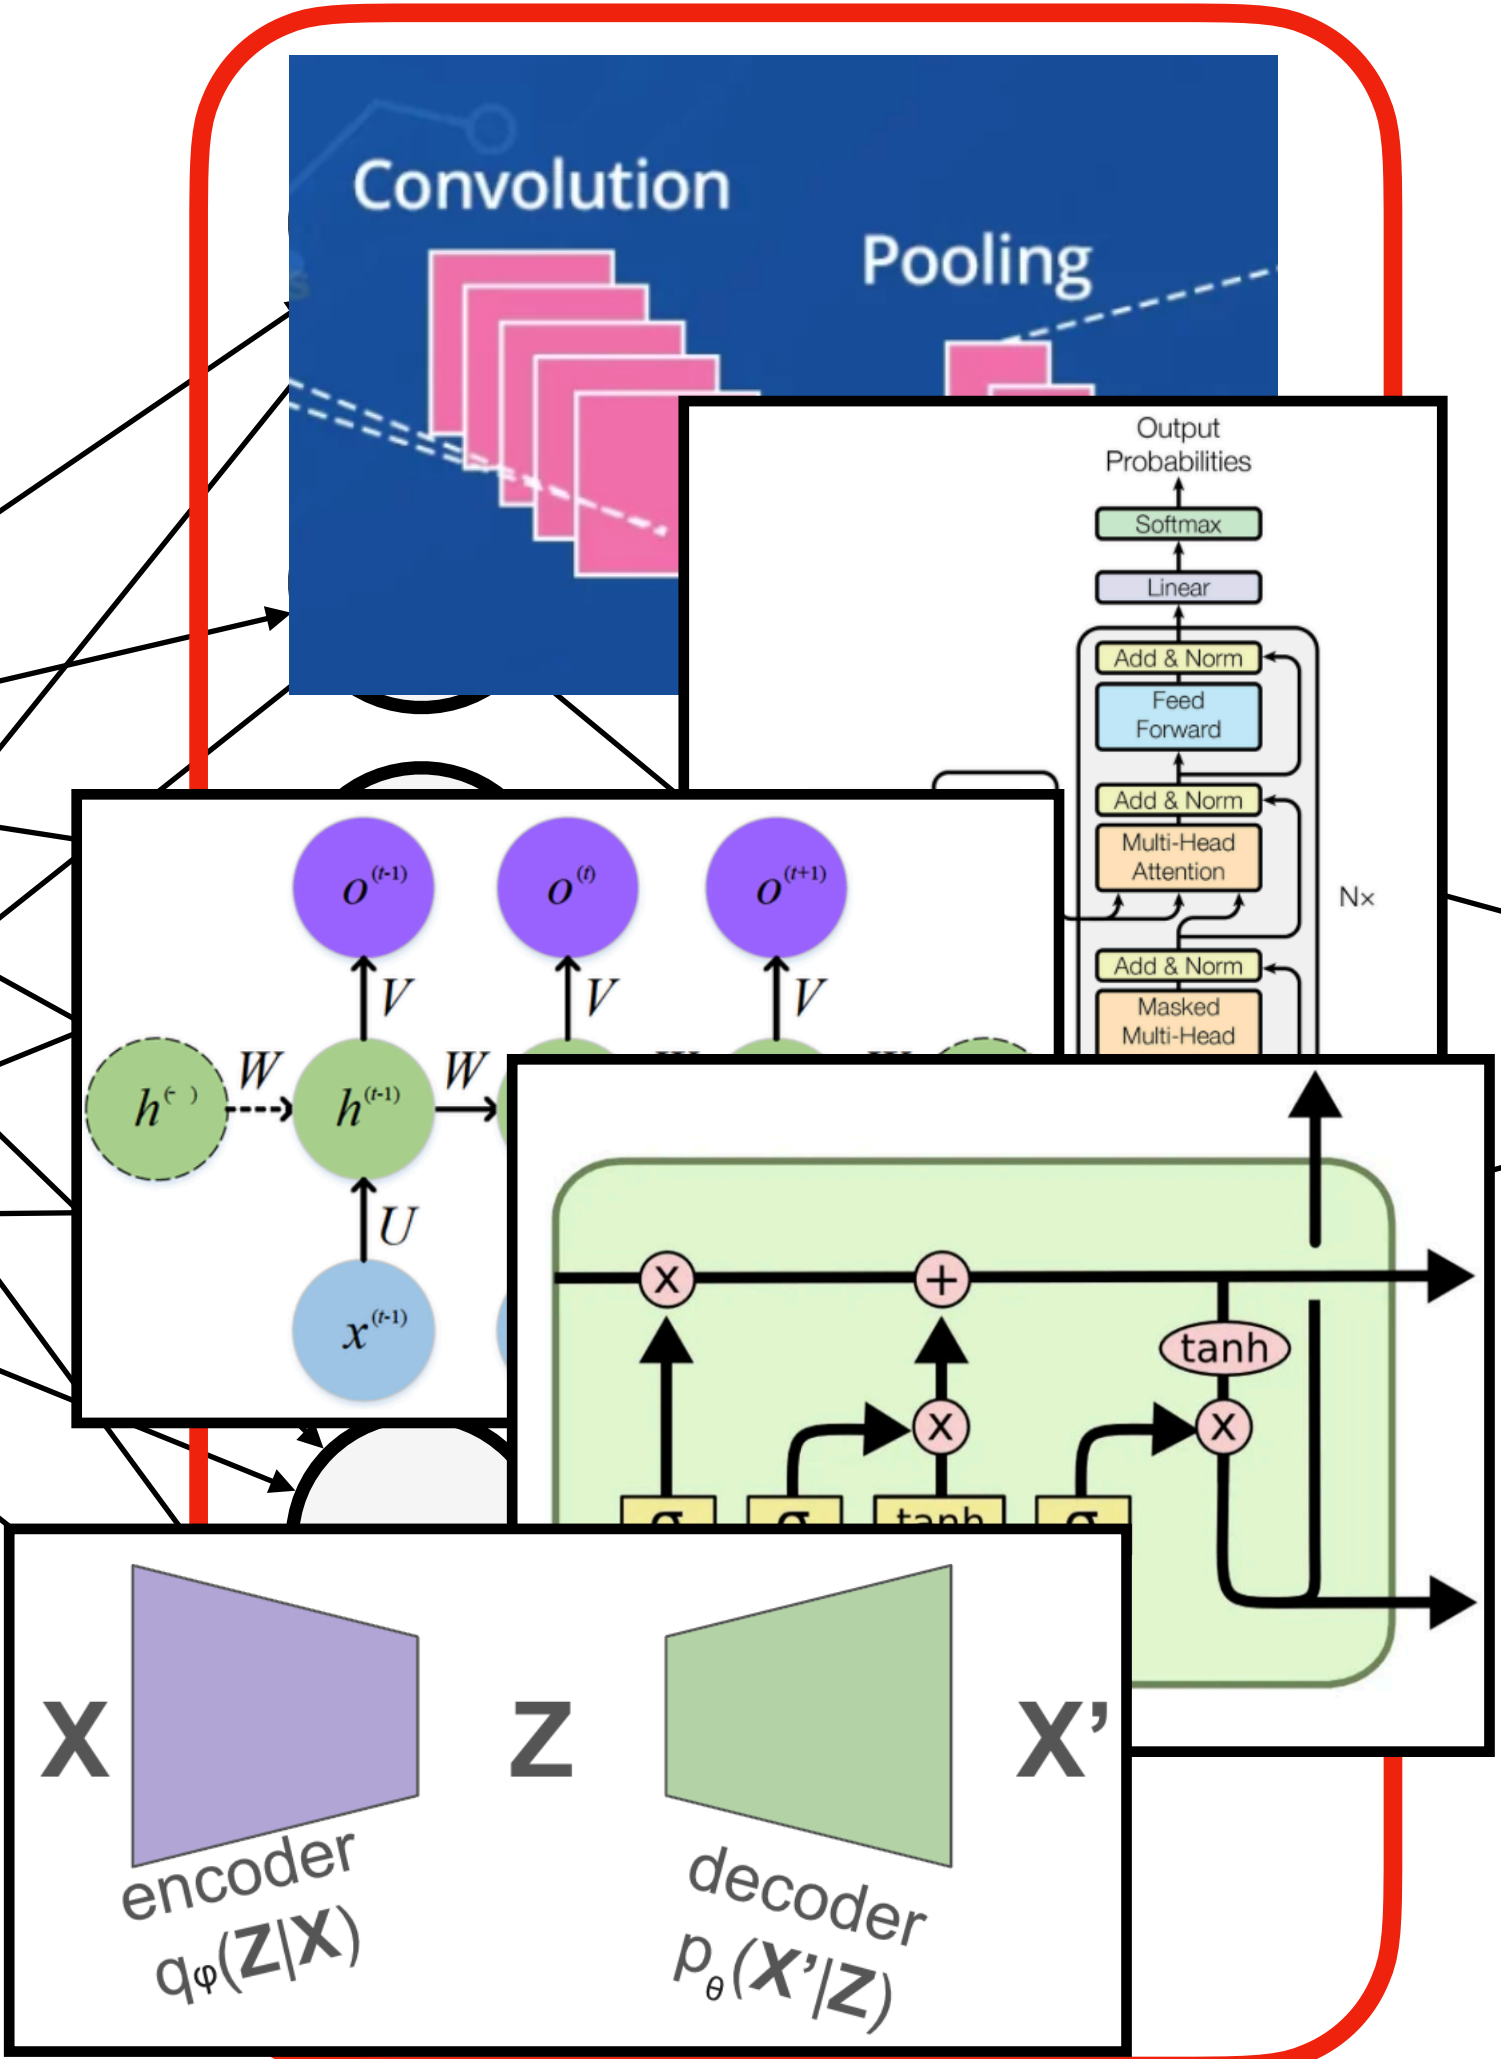 Convolution
Pooling
Output
Probabilities
Softmax
Linear
Add & Norm
Feed
Forward
Add & Norm
Multi-Head
Attention
N×
Add & Norm
Masked
Multi-Head
o(t-1) o(t) o(t+1)
V V V
W W
h(- ) h(t-1)
U
x(t-1)
x +
tanh
x x
σ σ tanh σ
X Z X’
encoder
qφ(Z|X)
decoder
pθ(X’|Z)